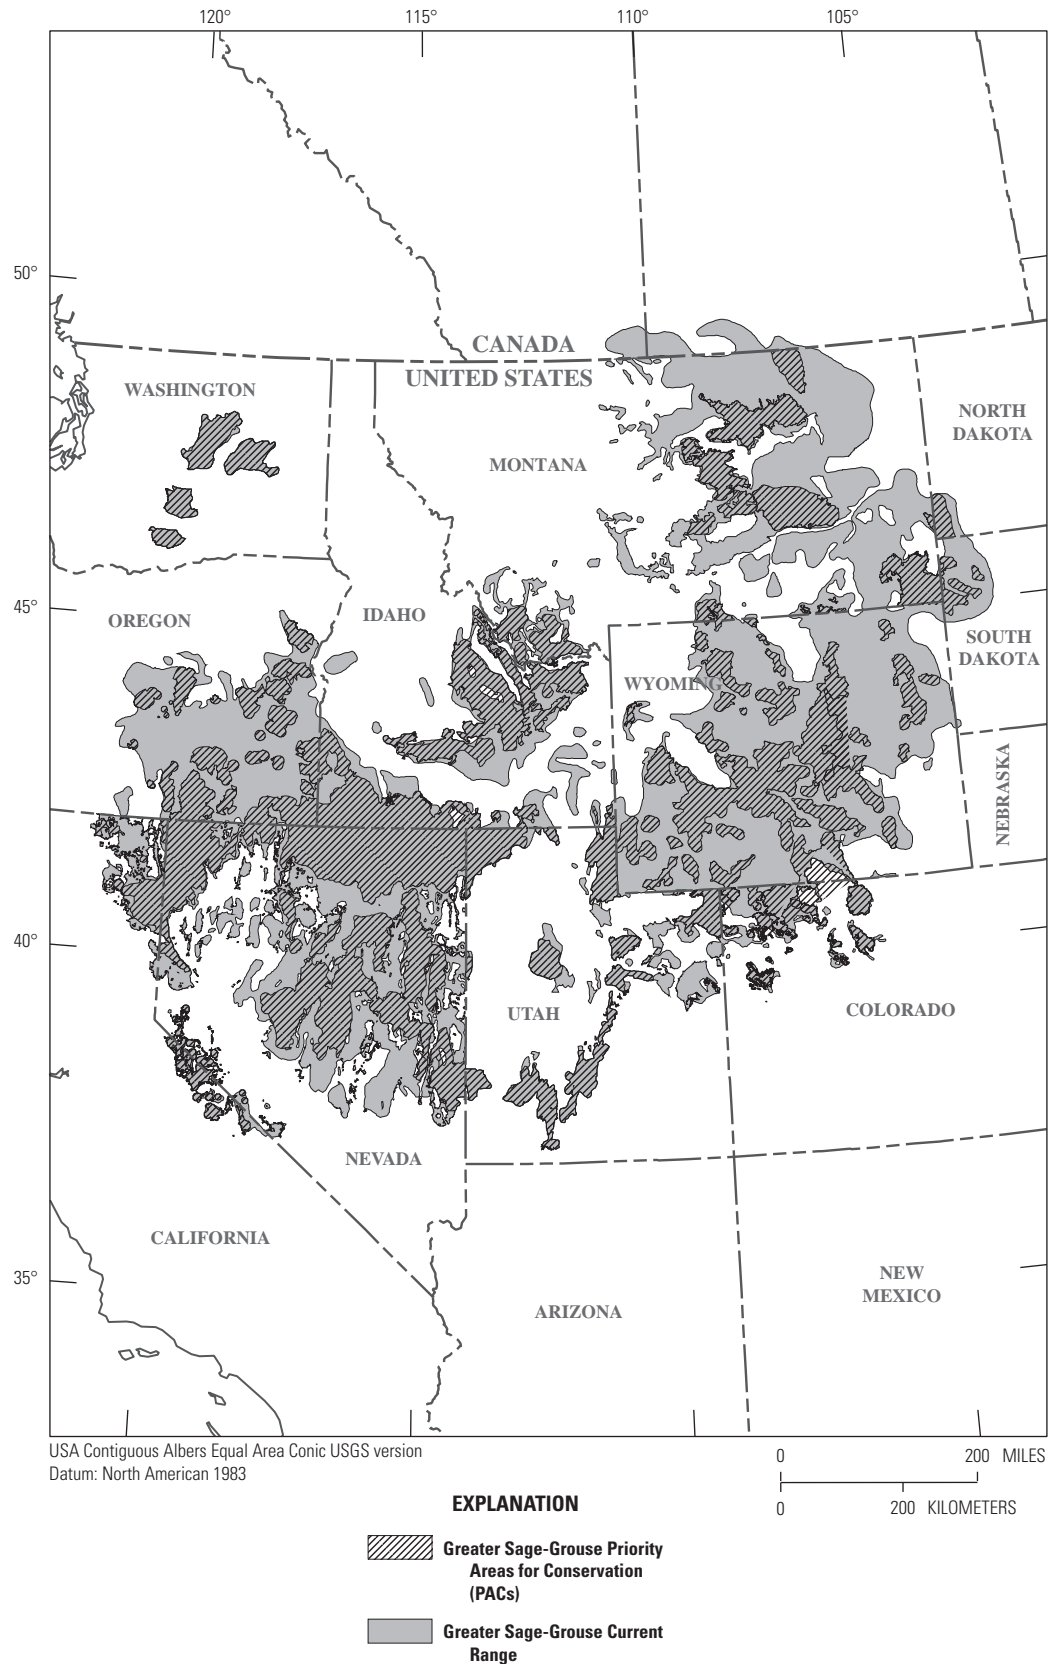 120°
115°
110°
105°
50°
CANADA
UNITED STATES
WASHINGTON
NORTH
DAKOTA
MONTANA
45°
OREGON
IDAHO
SOUTH
DAKOTA
WYOMING
NEBRASKA
40°
UTAH
COLORADO
NEVADA
CALIFORNIA
35°
NEW
MEXICO
ARIZONA
USA Contiguous Albers Equal Area Conic USGS version
Datum: North American 1983
0
200 MILES
0
200 KILOMETERS
EXPLANATION
Greater Sage-Grouse Priority
Areas for Conservation
(PACs)
Greater Sage-Grouse Current
Range